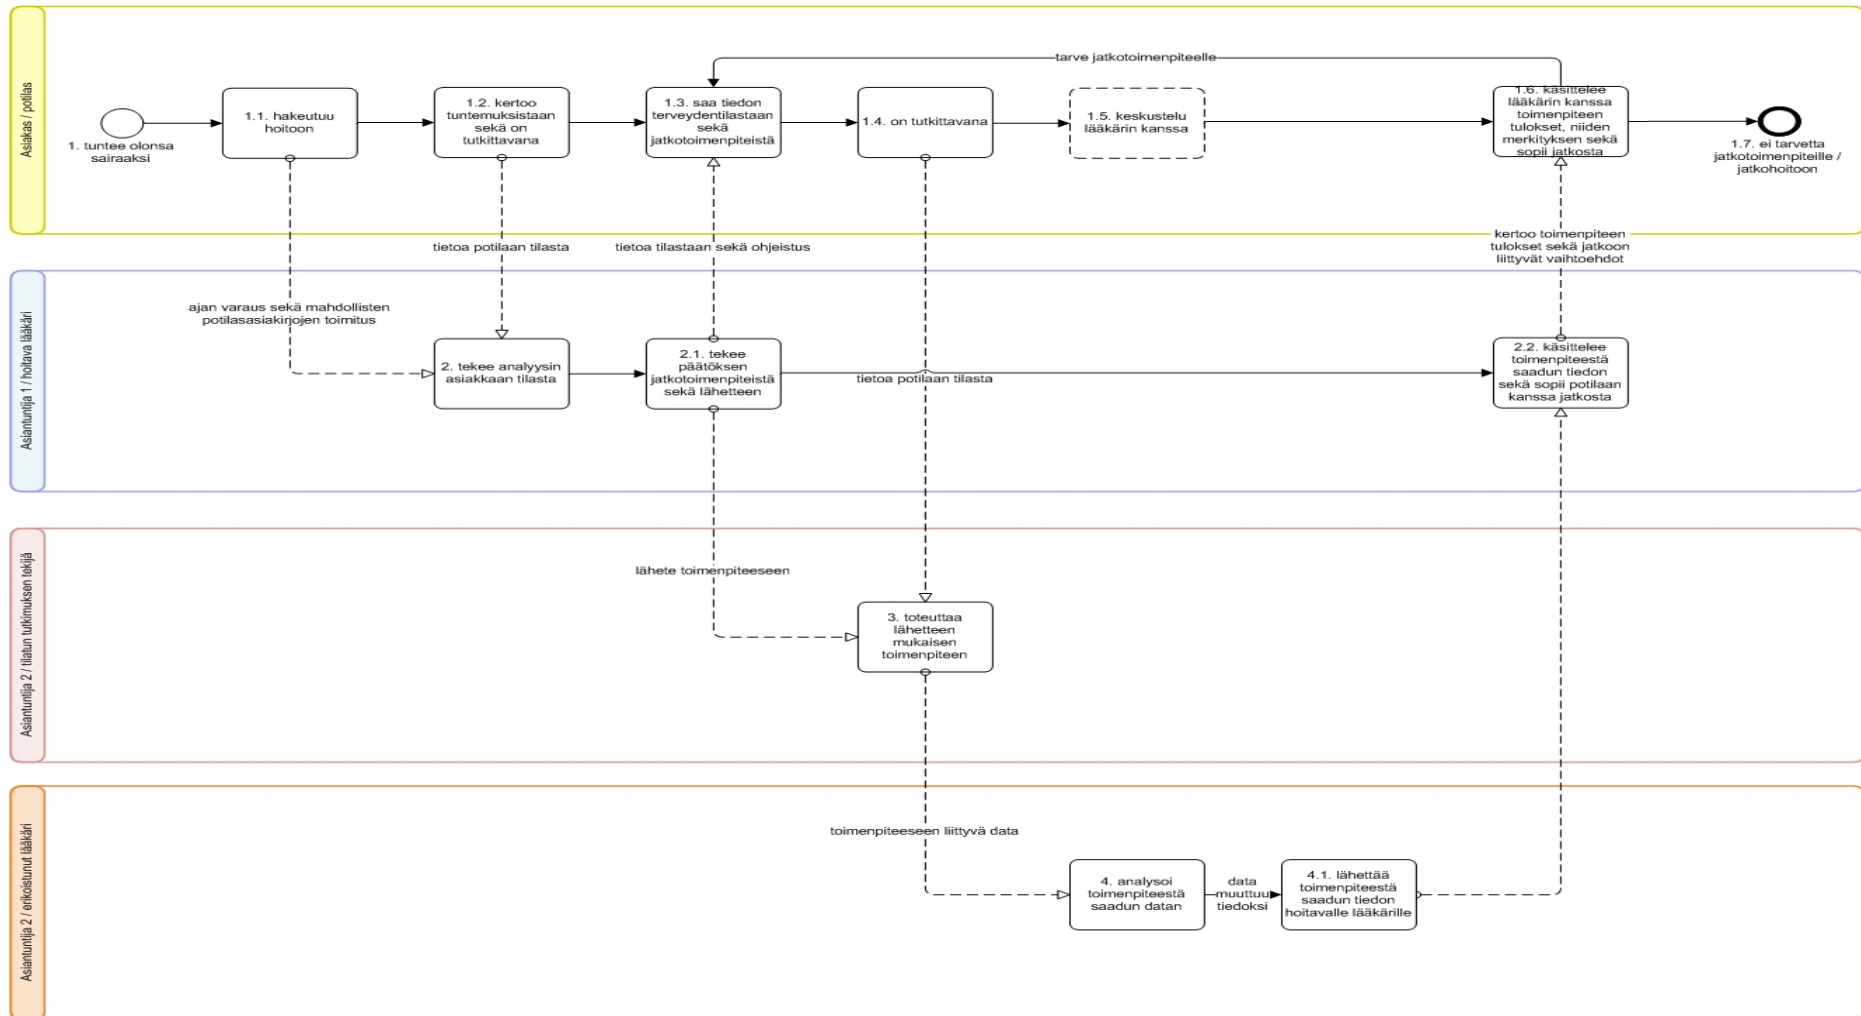 Asiakas / potilas
tarve jatkotoimenpiteelle
1. tuntee olonsa
sairaaksi
1.1. hakeutuu
hoitoon
1.2. kertoo
tuntemuksistaan
sekä on
tutkittavana
1.3. saa tiedon
terveydentilastaan
sekä
jatkotoimenpiteistä
1.4. on tutkittavana
1.5. keskustelu
lääkärin kanssa
1.6. käsittelee
lääkärin kanssa
toimenpiteen
tulokset, niiden
merkityksen sekä
sopii jatkosta
1.7. ei tarvetta
jatkotoimenpiteille /
jatkohoitoon
tietoa potilaan tilasta
tietoa tilastaan sekä ohjeistus
kertoo toimenpiteen
tulokset sekä jatkoon
liittyvät vaihtoehdot
Asiantuntija 1 / hoitava lääkäri
ajan varaus sekä mahdollisten
potilasasiakirjojen toimitus
2. tekee analyysin
asiakkaan tilasta
2.1. tekee
päätöksen
jatkotoimenpiteistä
sekä lähetteen
tietoa potilaan tilasta
2.2. käsittelee
toimenpiteestä
saadun tiedon
sekä sopii potilaan
kanssa jatkosta
Asiantuntija 2 / tilatun tutkimuksen tekijä
lähete toimenpiteeseen
3. toteuttaa
lähetteen
mukaisen
toimenpiteen
Asiantuntija 2 / erikoistunut lääkäri
toimenpiteeseen liittyvä data
4. analysoi
toimenpiteestä
saadun datan
data
muuttuu
tiedoksi
4.1. lähettää
toimenpiteestä
saadun tiedon
hoitavalle lääkärille